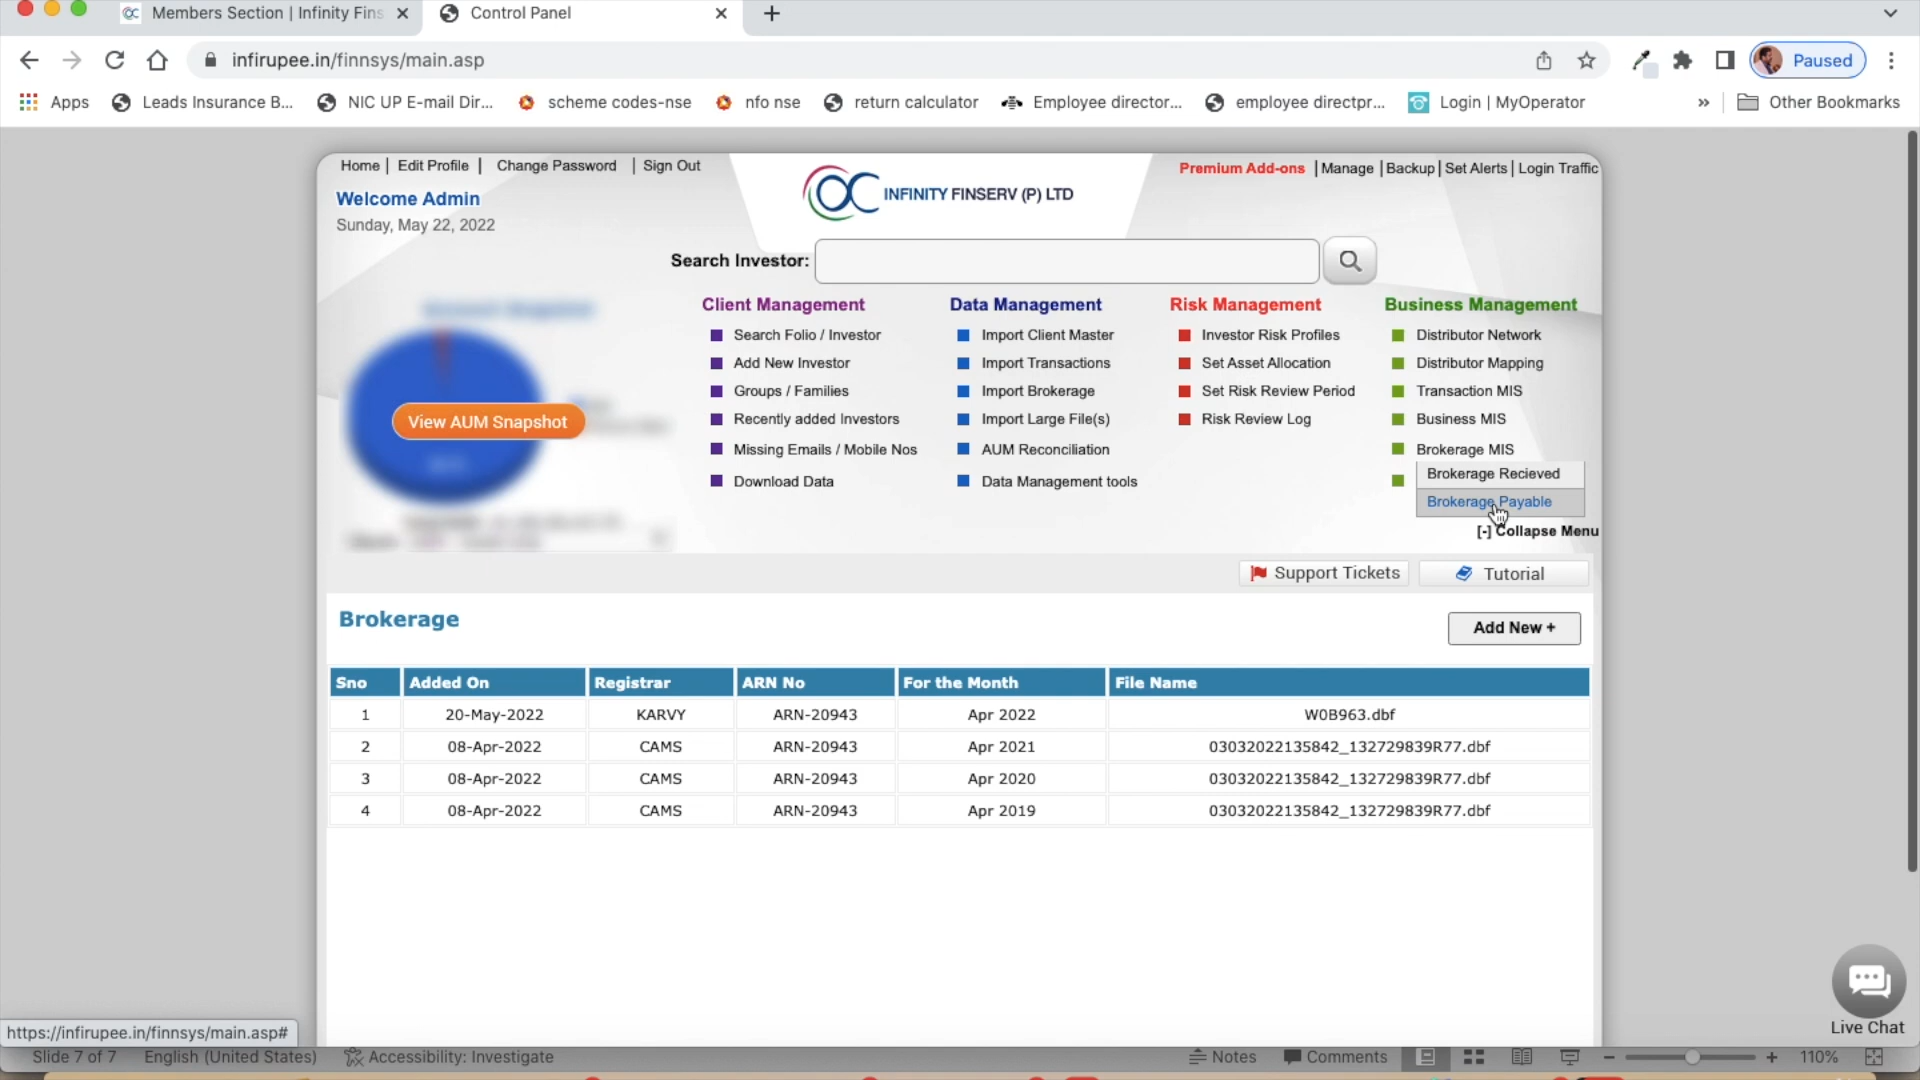 Members Section | Infinity Fins
Control Panel
infirupee.in/finnsys/main.asp
Paused
Apps
Leads Insurance B...
NIC UP E-mail Dir...
scheme codes-nse
nfo nse
return calculator
Employee director...
employee directpr...
Login | MyOperator
»
Other Bookmarks
Home | Edit Profile | Change Password | Sign Out
Premium Add-ons | Manage | Backup | Set Alerts | Login Traffic
Welcome Admin
Sunday, May 22, 2022
INFINITY FINSERV (P) LTD
Search Investor:
View AUM Snapshot
Client Management
Search Folio / Investor
Add New Investor
Groups / Families
Recently added Investors
Missing Emails / Mobile Nos
Download Data
Data Management
Import Client Master
Import Transactions
Import Brokerage
Import Large File(s)
AUM Reconciliation
Data Management tools
Risk Management
Investor Risk Profiles
Set Asset Allocation
Set Risk Review Period
Risk Review Log
Business Management
Distributor Network
Distributor Mapping
Transaction MIS
Business MIS
Brokerage MIS
Brokerage Recieved
Brokerage Payable
[-] Collapse Menu
Support Tickets
Tutorial
Brokerage
Add New +
Sno Added On Registrar ARN No For the Month File Name
1 20-May-2022 KARVY ARN-20943 Apr 2022 W0B963.dbf
2 08-Apr-2022 CAMS ARN-20943 Apr 2021 03032022135842_132729839R77.dbf
3 08-Apr-2022 CAMS ARN-20943 Apr 2020 03032022135842_132729839R77.dbf
4 08-Apr-2022 CAMS ARN-20943 Apr 2019 03032022135842_132729839R77.dbf
Live Chat
https://infirupee.in/finnsys/main.asp#
Slide 7 of 7
English (United States)
Accessibility: Investigate
Notes
Comments
110%